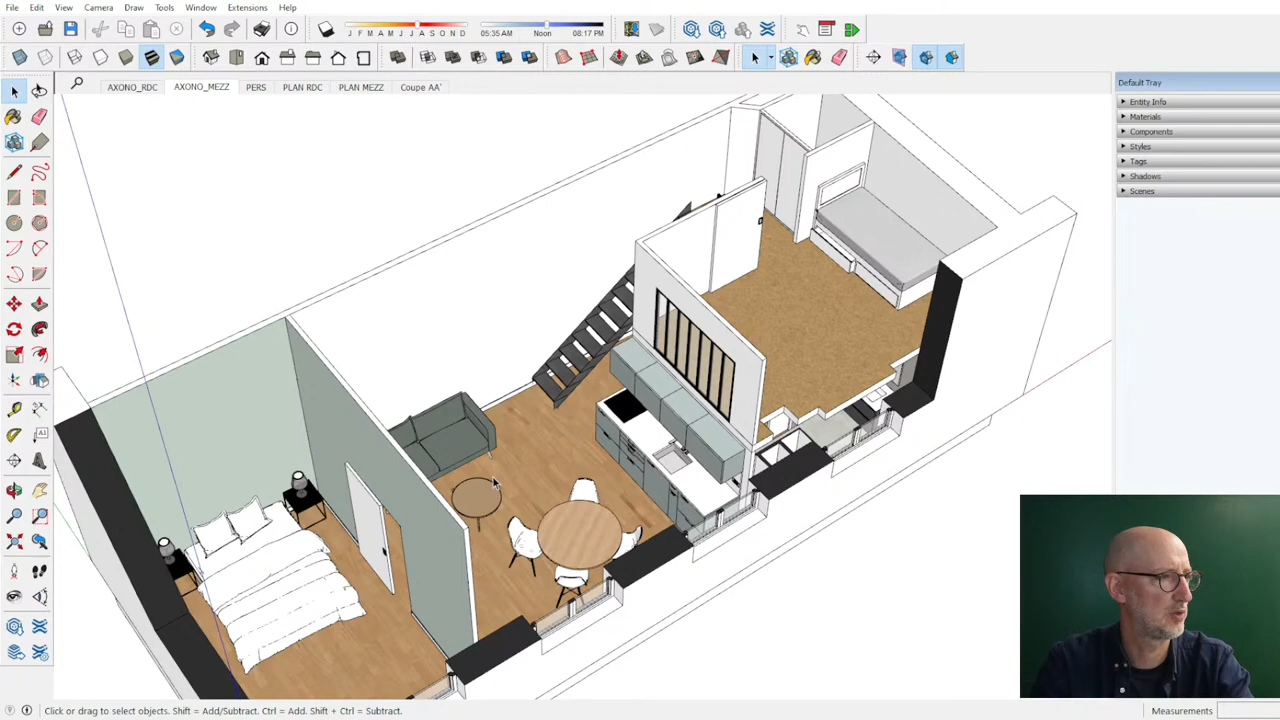 File Edit View Camera Draw Tools Window Extensions Help
J F M A M J J A S O N D 05:35 AM Noon 08:17 PM
AXONO_RDC AXONO_MEZZ PERS PLAN RDC PLAN MEZZ Coupe AA'
Default Tray
Entity Info
Materials
Components
Styles
Tags
Shadows
Scenes
A1
Click or drag to select objects. Shift = Add/Subtract. Ctrl = Add. Shift + Ctrl = Subtract. Measurements